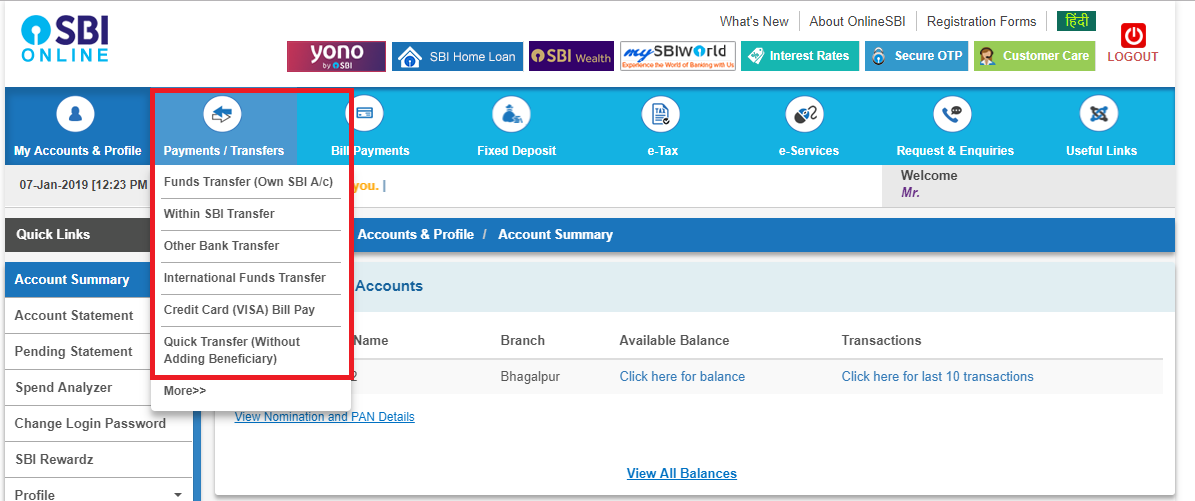 SBI
ONLINE
What's New
About OnlineSBI
Registration Forms
हिंदी
yono
by SBI
SBI Home Loan
SBI Wealth
my SBIWorld
Experience the World of Banking with Us
Interest Rates
Secure OTP
Customer Care
LOGOUT
My Accounts & Profile
Payments / Transfers
Bill Payments
Fixed Deposit
TAX
e-Tax
e-Services
Request & Enquiries
Useful Links
07-Jan-2019 [12:23 PM
you. |
Welcome
Mr.
Funds Transfer (Own SBI A/c)
Within SBI Transfer
Other Bank Transfer
International Funds Transfer
Credit Card (VISA) Bill Pay
Quick Transfer (Without
Adding Beneficiary)
More>>
Quick Links
Account Summary
Account Statement
Pending Statement
Spend Analyzer
Change Login Password
SBI Rewardz
Profile
Accounts & Profile / Account Summary
Accounts
Name
Branch
Available Balance
Transactions
2
Bhagalpur
Click here for balance
Click here for last 10 transactions
View Nomination and PAN Details
View All Balances